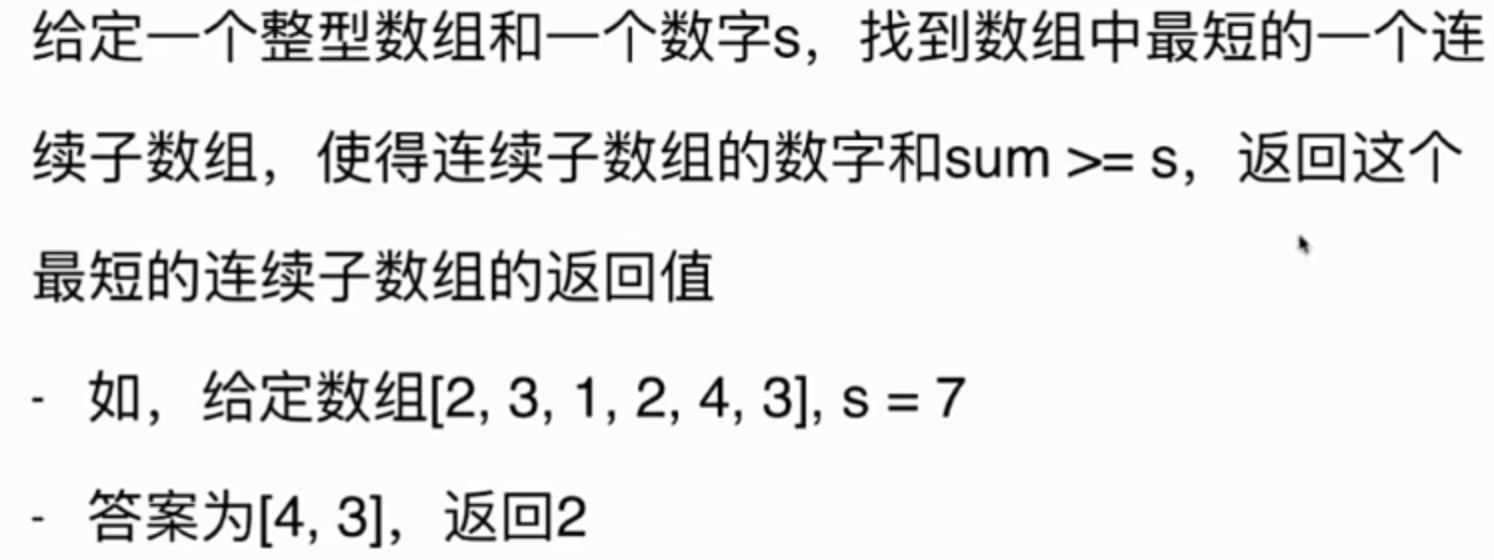 给定一个整型数组和一个数字s，找到数组中最短的一个连
续子数组，使得连续子数组的数字和sum >= s，返回这个
最短的连续子数组的返回值
- 如，给定数组[2, 3, 1, 2, 4, 3], s = 7
- 答案为[4, 3]，返回2